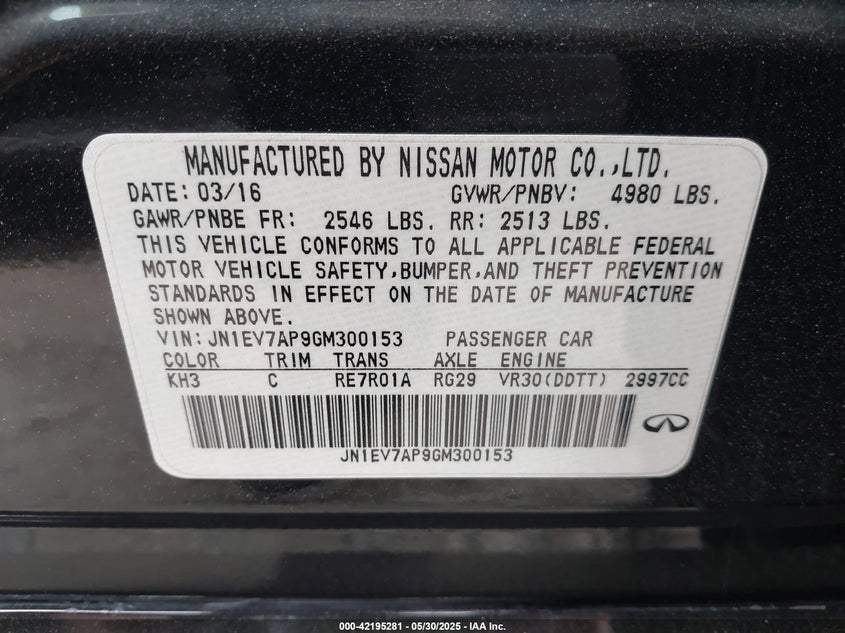 MANUFACTURED BY NISSAN MOTOR CO.,LTD.
DATE: 03/16 GVWR/PNBV: 4980 LBS.
GAWR/PNBE FR: 2546 LBS. RR: 2513 LBS.
THIS VEHICLE CONFORMS TO ALL APPLICABLE FEDERAL
MOTOR VEHICLE SAFETY,BUMPER,AND THEFT PREVENTION
STANDARDS IN EFFECT ON THE DATE OF MANUFACTURE
SHOWN ABOVE.
VIN: JN1EV7AP9GM300153 PASSENGER CAR
COLOR TRIM TRANS AXLE ENGINE
KH3 C RE7R01A RG29 VR30(DDTT) 2997CC
JN1EV7AP9GM300153
000-42195281 - 05/30/2025 - IAA Inc.